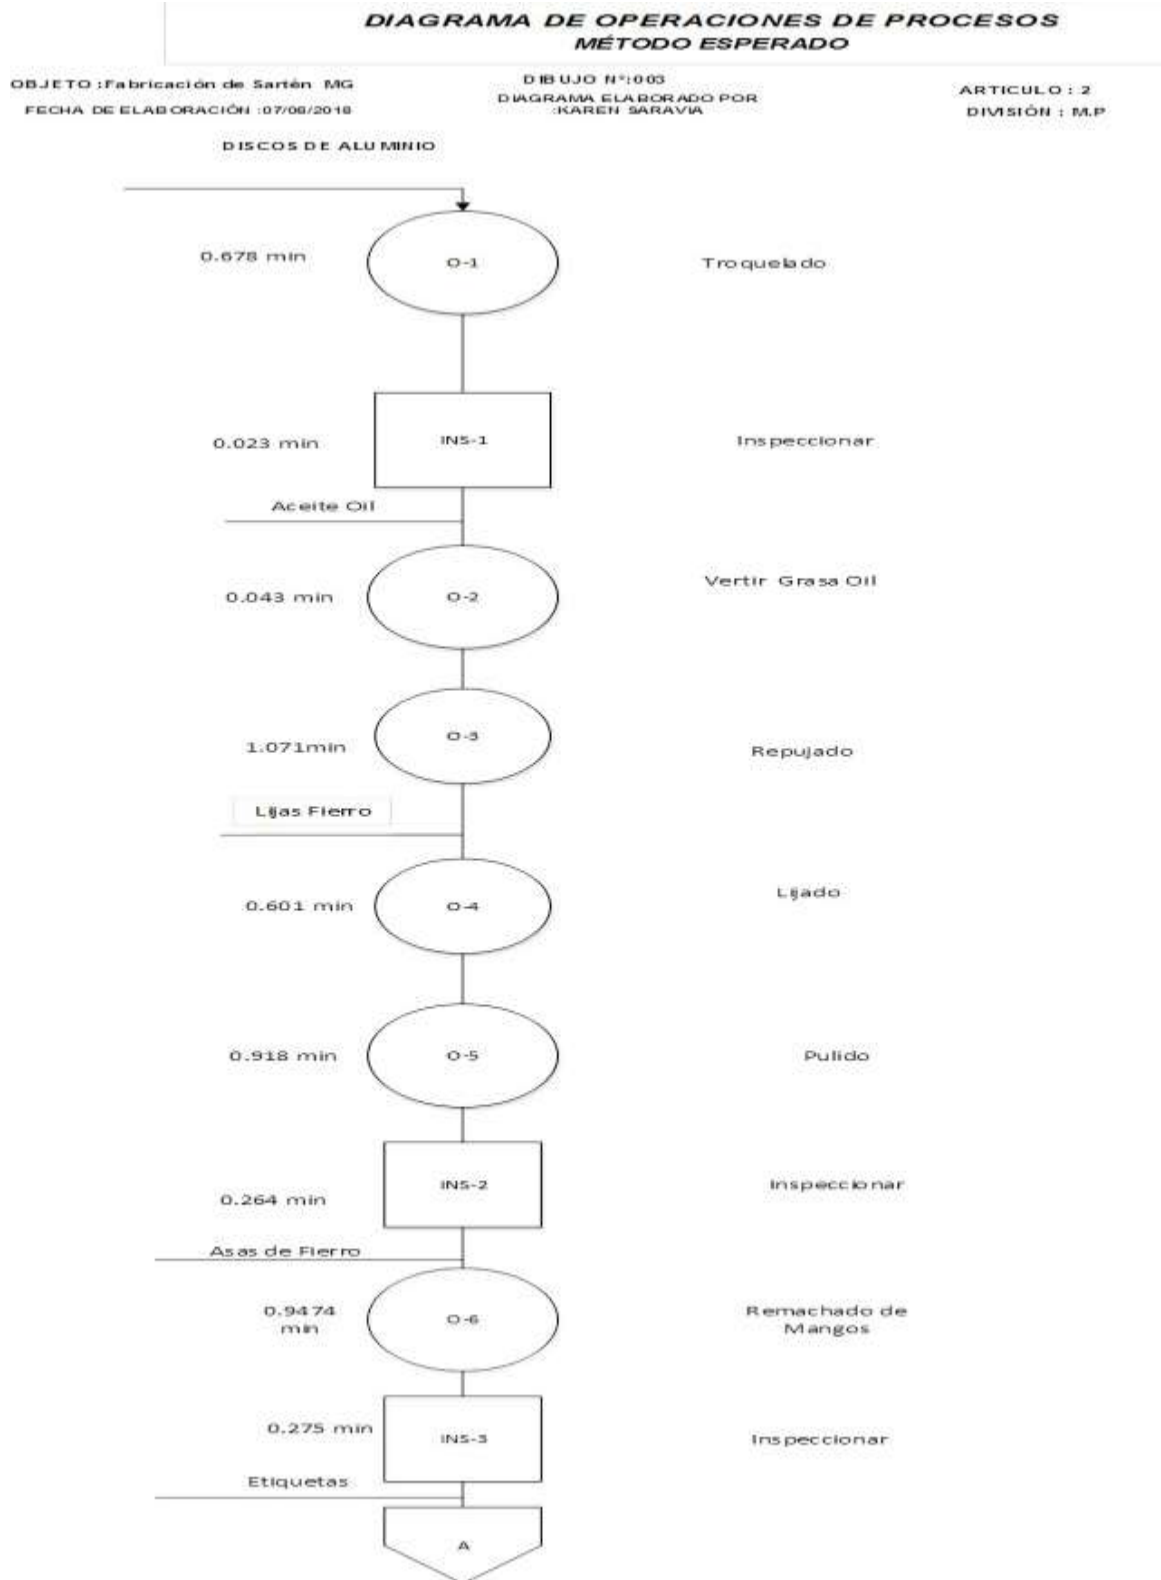 DIAGRAMA DE OPERACIONES DE PROCESOS
MÉTODO ESPERADO
OBJETO :Fabricación de Sartén MG
FECHA DE ELABORACIÓN :07/06/2018
DIBUJO N°:003
DIAGRAMA ELABORADO POR
:KAREN SARAVIA
ARTICULO : 2
DIVISIÓN : M.P
DISCOS DE ALUMINIO
0.678 min
O-1
Troquelado
0.023 min
INS-1
Inspeccionar
Aceite Oil
0.043 min
O-2
Vertir Grasa Oil
1.071min
O-3
Repujado
Lijas Fierro
0.601 min
O-4
Lijado
0.918 min
O-5
Pulido
0.264 min
INS-2
Inspeccionar
Asas de Fierro
0.9474
min
O-6
Remachado de
Mangos
0.275 min
INS-3
Inspeccionar
Etiquetas
A